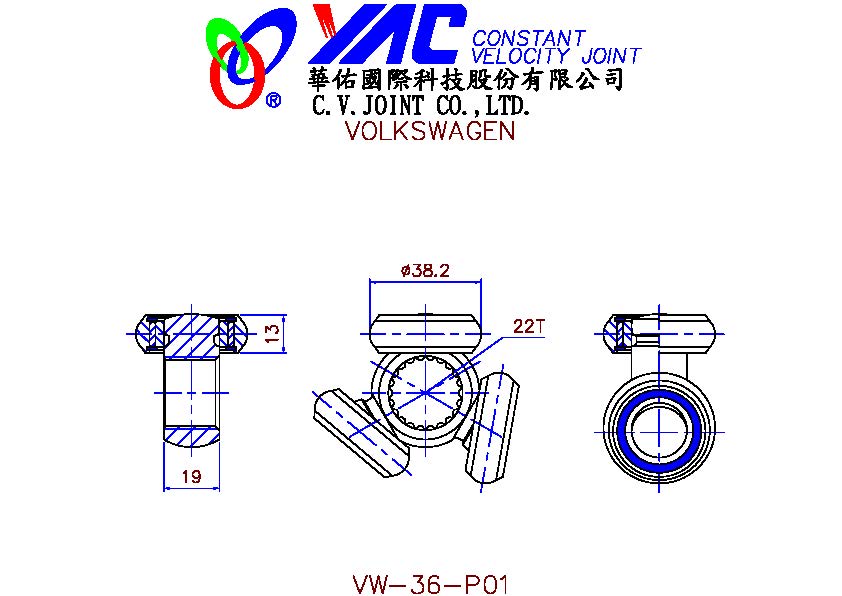 YAC CONSTANT
VELOCITY JOINT
®
華佑國際科技股份有限公司
C.V.JOINT CO.,LTD.
VOLKSWAGEN
ø38.2
22T
13
19
VW-36-P01